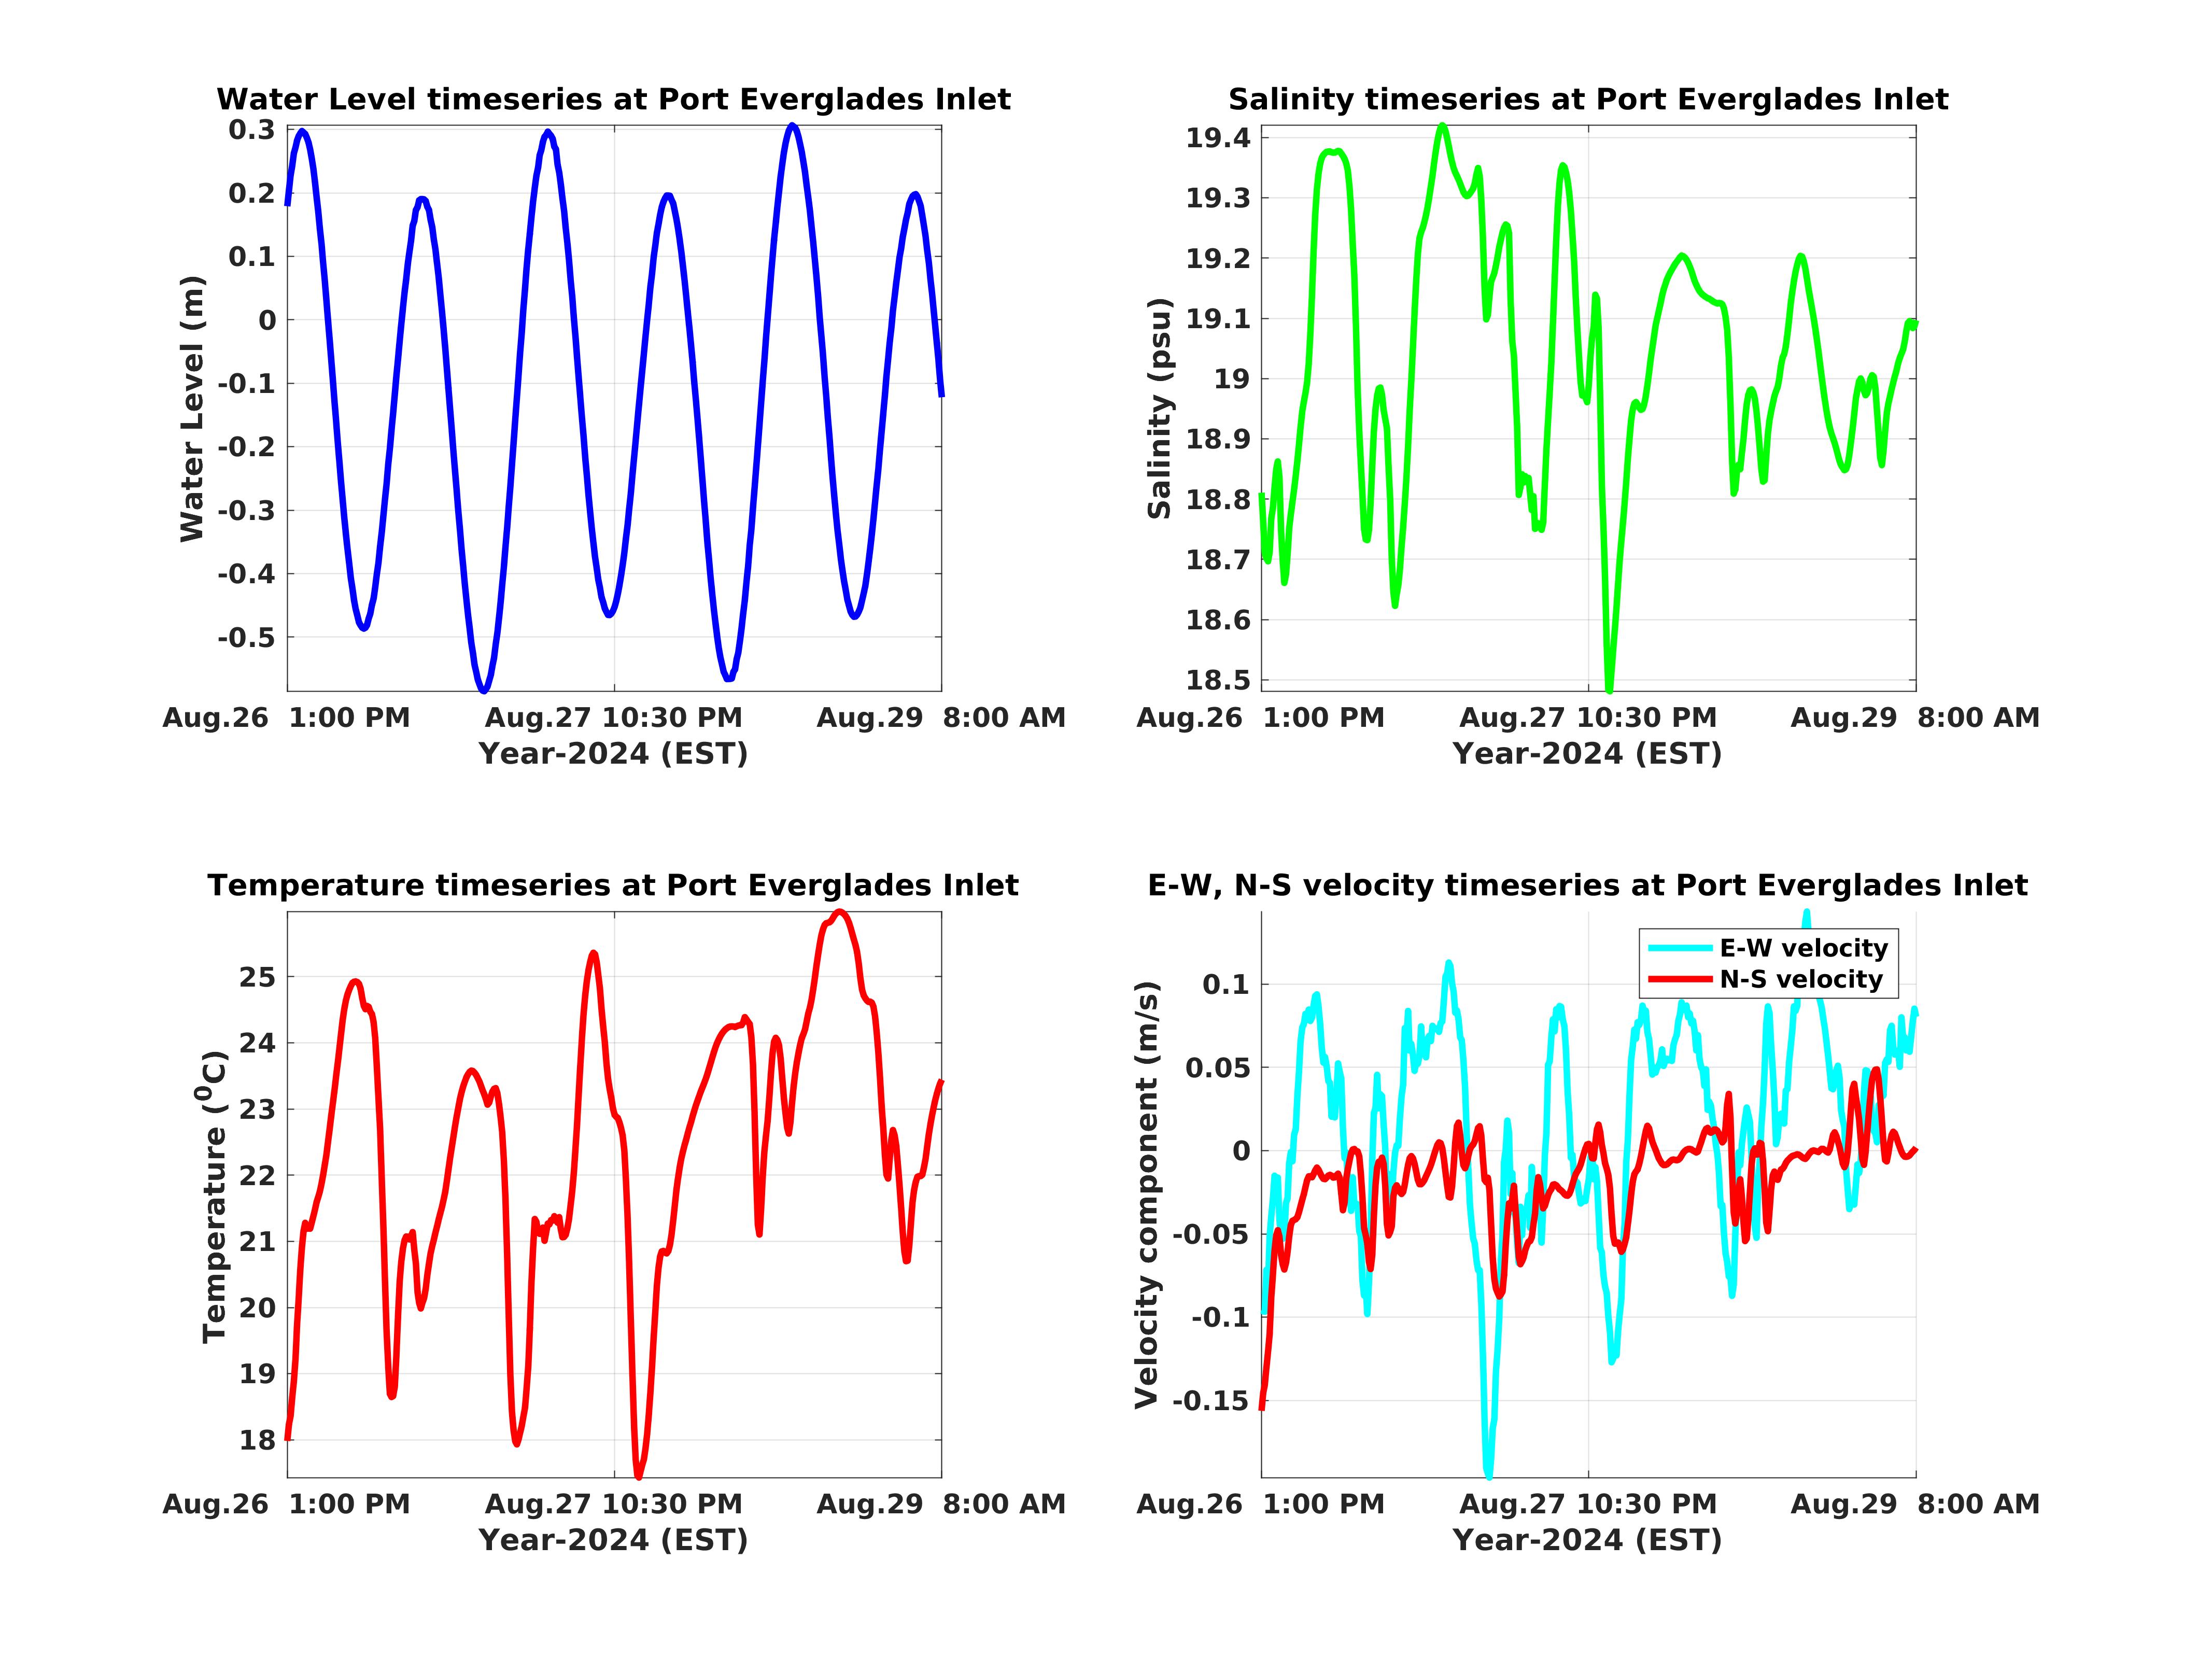 Water Level timeseries at Port Everglades Inlet
0.3
0.2
0.1
0
-0.1
-0.2
-0.3
-0.4
-0.5
Water Level (m)
Aug.26  1:00 PM
Aug.27 10:30 PM
Aug.29  8:00 AM
Year-2024 (EST)
Salinity timeseries at Port Everglades Inlet
19.4
19.3
19.2
19.1
19
18.9
18.8
18.7
18.6
18.5
Salinity (psu)
Aug.26  1:00 PM
Aug.27 10:30 PM
Aug.29  8:00 AM
Year-2024 (EST)
Temperature timeseries at Port Everglades Inlet
25
24
23
22
21
20
19
18
Temperature (⁰C)
Aug.26  1:00 PM
Aug.27 10:30 PM
Aug.29  8:00 AM
Year-2024 (EST)
E-W, N-S velocity timeseries at Port Everglades Inlet
E-W velocity
N-S velocity
0.1
0.05
0
-0.05
-0.1
-0.15
Velocity component (m/s)
Aug.26  1:00 PM
Aug.27 10:30 PM
Aug.29  8:00 AM
Year-2024 (EST)